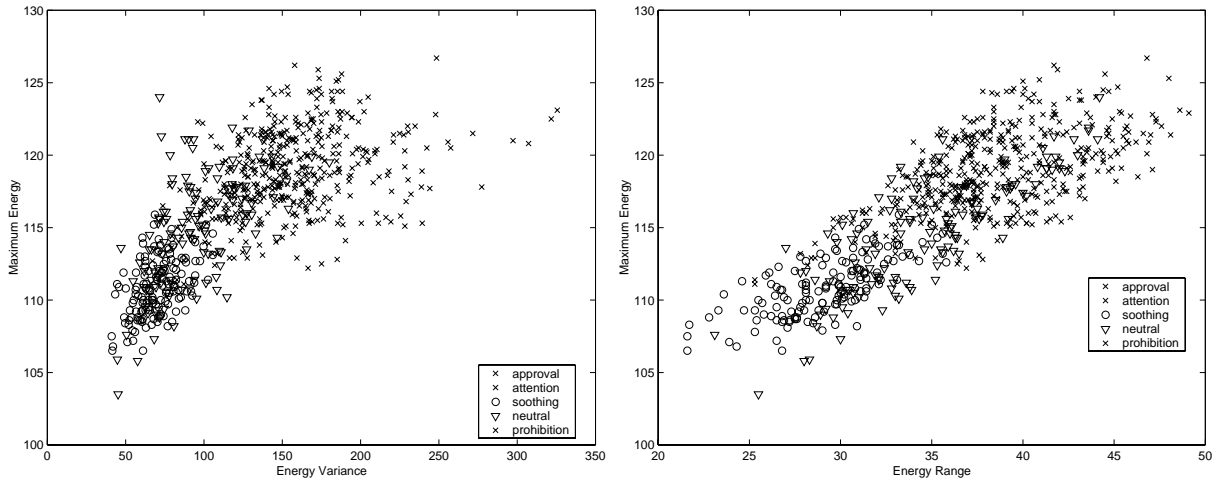 130
125
120
115
110
105
100
Maximum Energy
0 50 100 150 200 250 300 350
Energy Variance
approval
attention
soothing
neutral
prohibition
130
125
120
115
110
105
100
Maximum Energy
20 25 30 35 40 45 50
Energy Range
approval
attention
soothing
neutral
prohibition